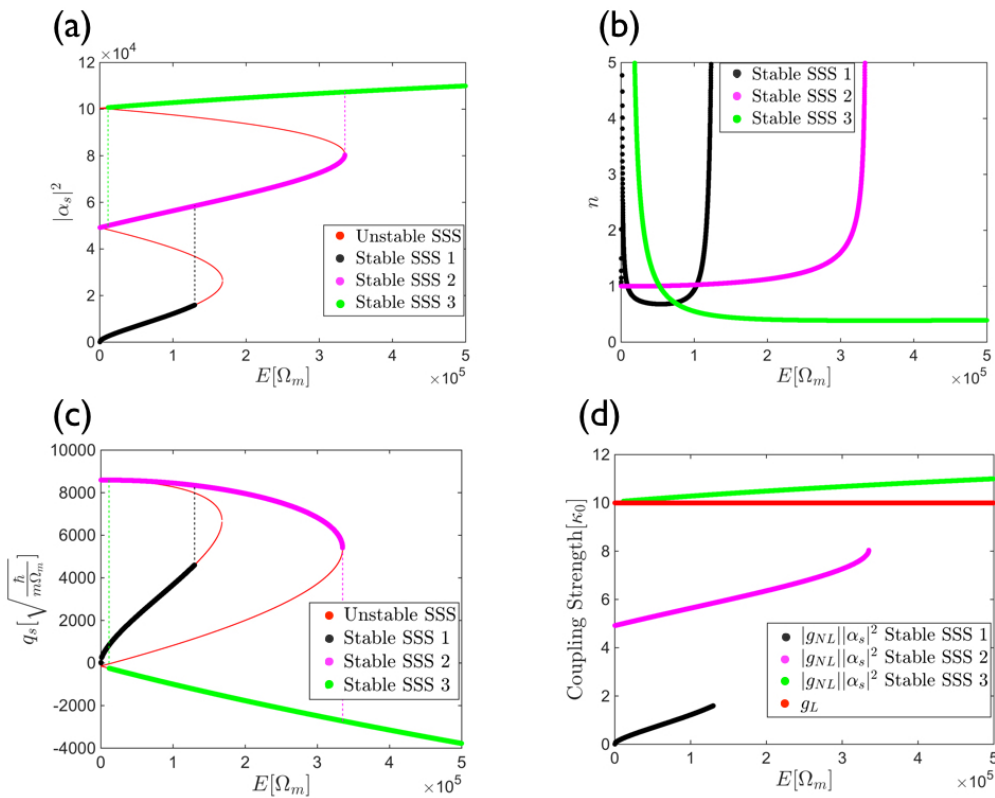 (a)
×10⁴
12
10
8
6
4
2
0
|α_s|²
Unstable SSS
Stable SSS 1
Stable SSS 2
Stable SSS 3
0 1 2 3 4 5
E[Ω_m]
×10⁵
(b)
5
4
3
2
1
0
n
Stable SSS 1
Stable SSS 2
Stable SSS 3
0 1 2 3 4 5
E[Ω_m]
×10⁵
(c)
10000
8000
6000
4000
2000
0
-2000
-4000
q_s[√(ħ/mΩ_m)]
Unstable SSS
Stable SSS 1
Stable SSS 2
Stable SSS 3
0 1 2 3 4 5
E[Ω_m]
×10⁵
(d)
12
10
8
6
4
2
0
Coupling Strength[κ₀]
|g_NL||α_s|² Stable SSS 1
|g_NL||α_s|² Stable SSS 2
|g_NL||α_s|² Stable SSS 3
g_L
0 1 2 3 4 5
E[Ω_m]
×10⁵